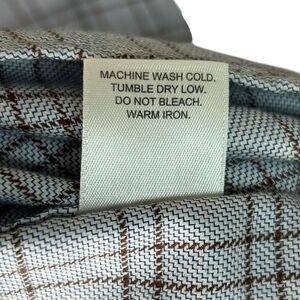 MACHINE WASH COLD.
TUMBLE DRY LOW.
DO NOT BLEACH.
WARM IRON.